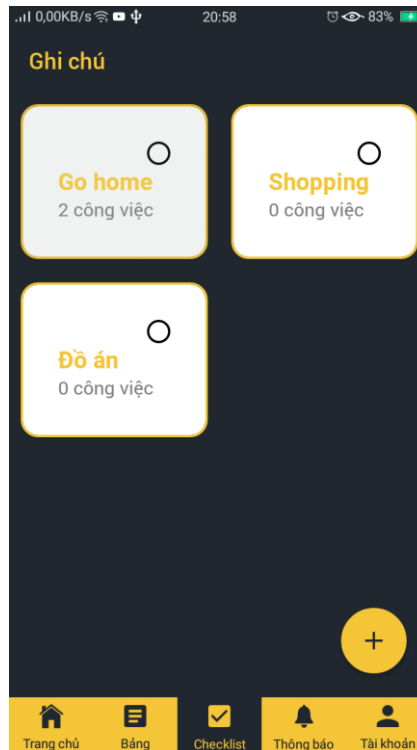 0,00KB/s 20:58 83%
Ghi chú
Go home
2 công việc
Shopping
0 công việc
Đồ án
0 công việc
+
Trang chủ Bảng Checklist Thông báo Tài khoản